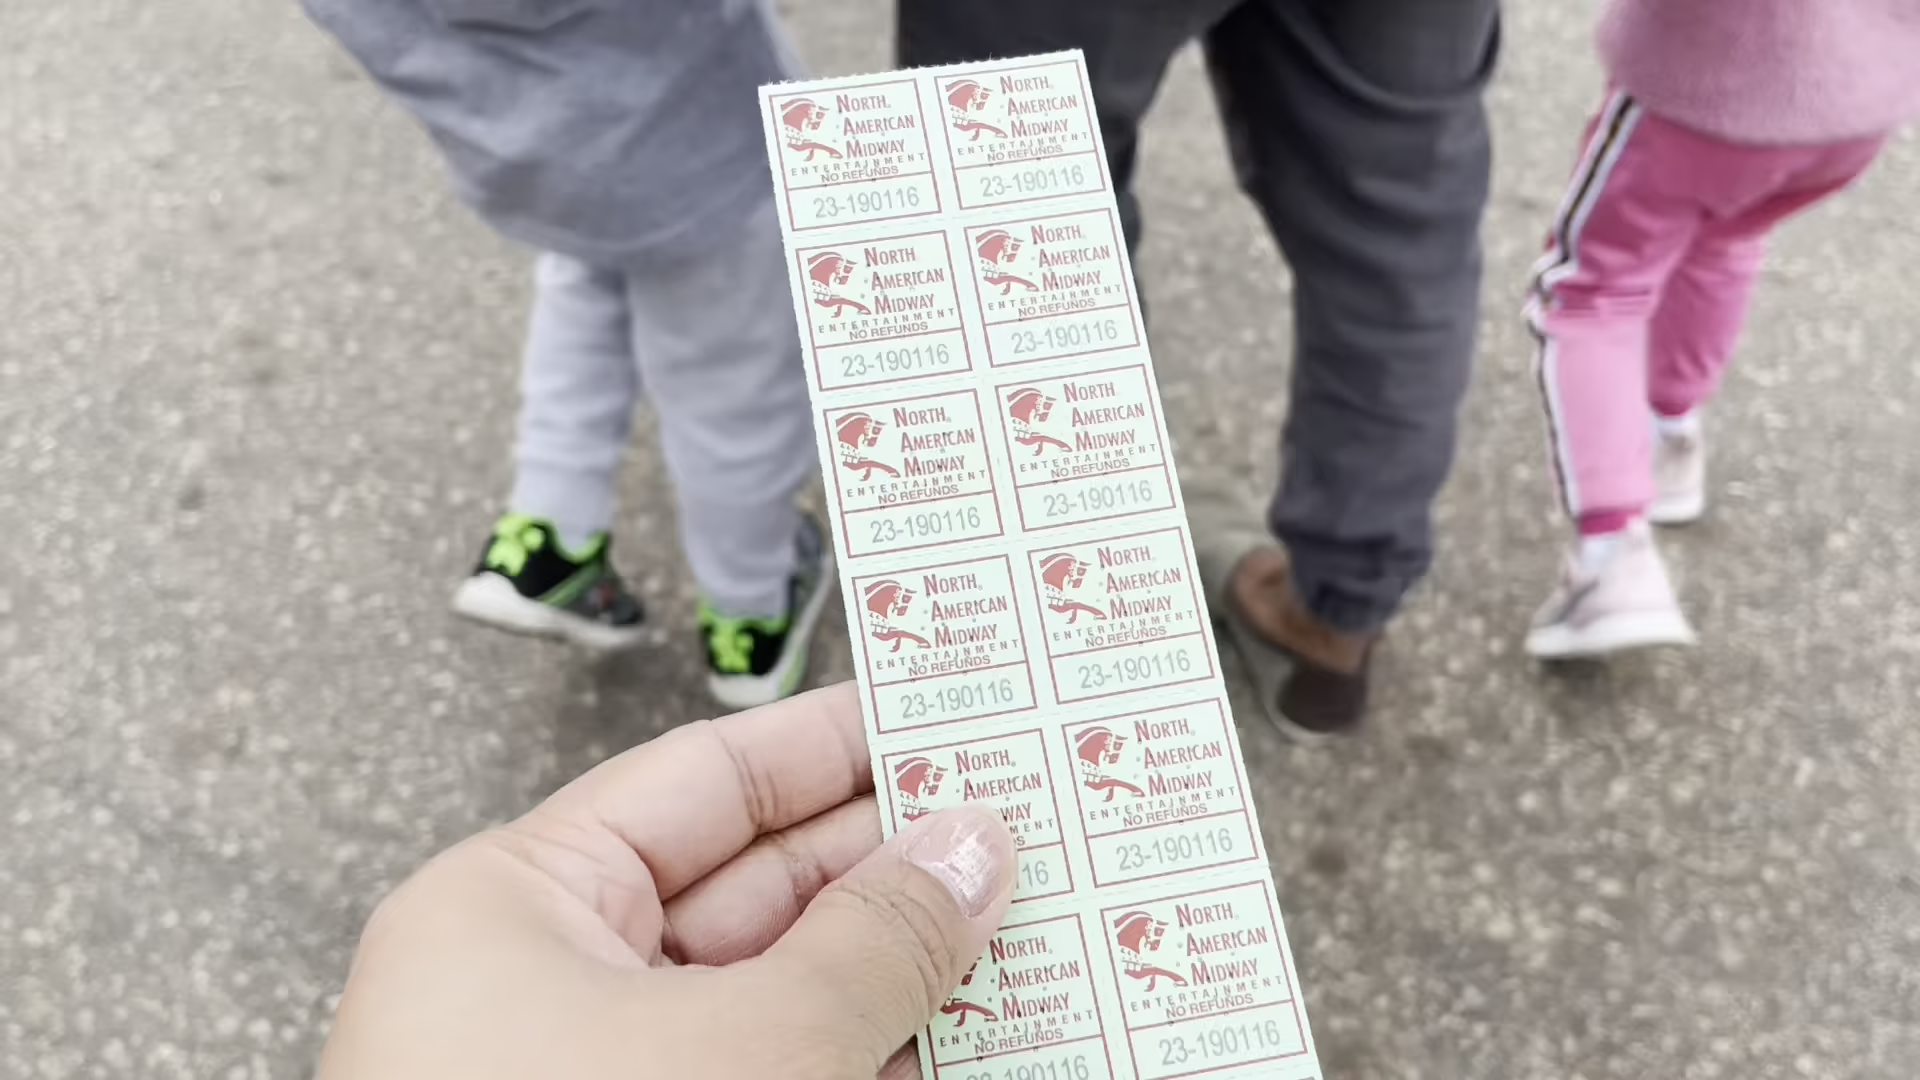 NORTH
AMERICAN
MIDWAY
ENTERTAINMENT
NO REFUNDS
23-190116
NORTH
AMERICAN
MIDWAY
ENTERTAINMENT
NO REFUNDS
23-190116
NORTH
AMERICAN
MIDWAY
ENTERTAINMENT
NO REFUNDS
23-190116
NORTH
AMERICAN
MIDWAY
ENTERTAINMENT
NO REFUNDS
23-190116
NORTH
AMERICAN
MIDWAY
ENTERTAINMENT
NO REFUNDS
23-190116
NORTH
AMERICAN
MIDWAY
ENTERTAINMENT
NO REFUNDS
23-190116
NORTH
AMERICAN
MIDWAY
ENTERTAINMENT
NO REFUNDS
23-190116
NORTH
AMERICAN
MIDWAY
ENTERTAINMENT
NO REFUNDS
23-190116
NORTH
AMERICAN
WAY
MENT
S
16
NORTH
AMERICAN
MIDWAY
ENTERTAINMENT
NO REFUNDS
23-190116
NORTH
AMERICAN
MIDWAY
ENTERTAINMENT
NO REFUNDS
23-190116
NORTH
AMERICAN
MIDWAY
ENTERTAINMENT
NO REFUNDS
23-190116